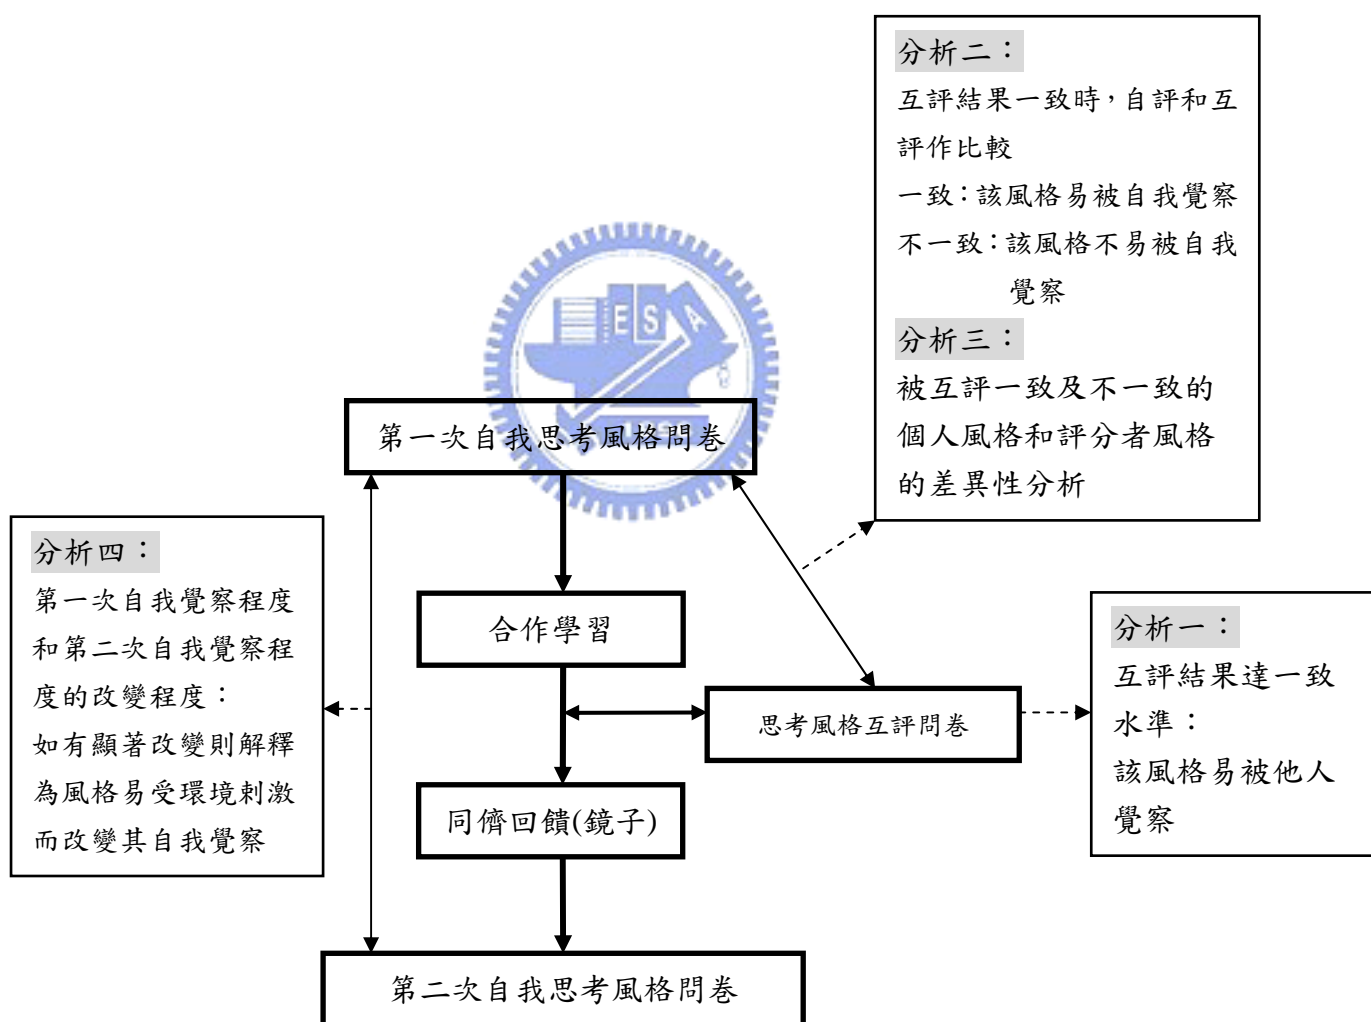 分析二：
互評結果一致時，自評和互
評作比較
一致：該風格易被自我覺察
不一致：該風格不易被自我
覺察
分析三：
被互評一致及不一致的
個人風格和評分者風格
的差異性分析
E S A
第一次自我思考風格問卷
分析四：
第一次自我覺察程度
和第二次自我覺察程
度的改變程度：
如有顯著改變則解釋
為風格易受環境刺激
而改變其自我覺察
合作學習
分析一：
互評結果達一致
水準：
該風格易被他人
覺察
思考風格互評問卷
同儕回饋(鏡子)
第二次自我思考風格問卷